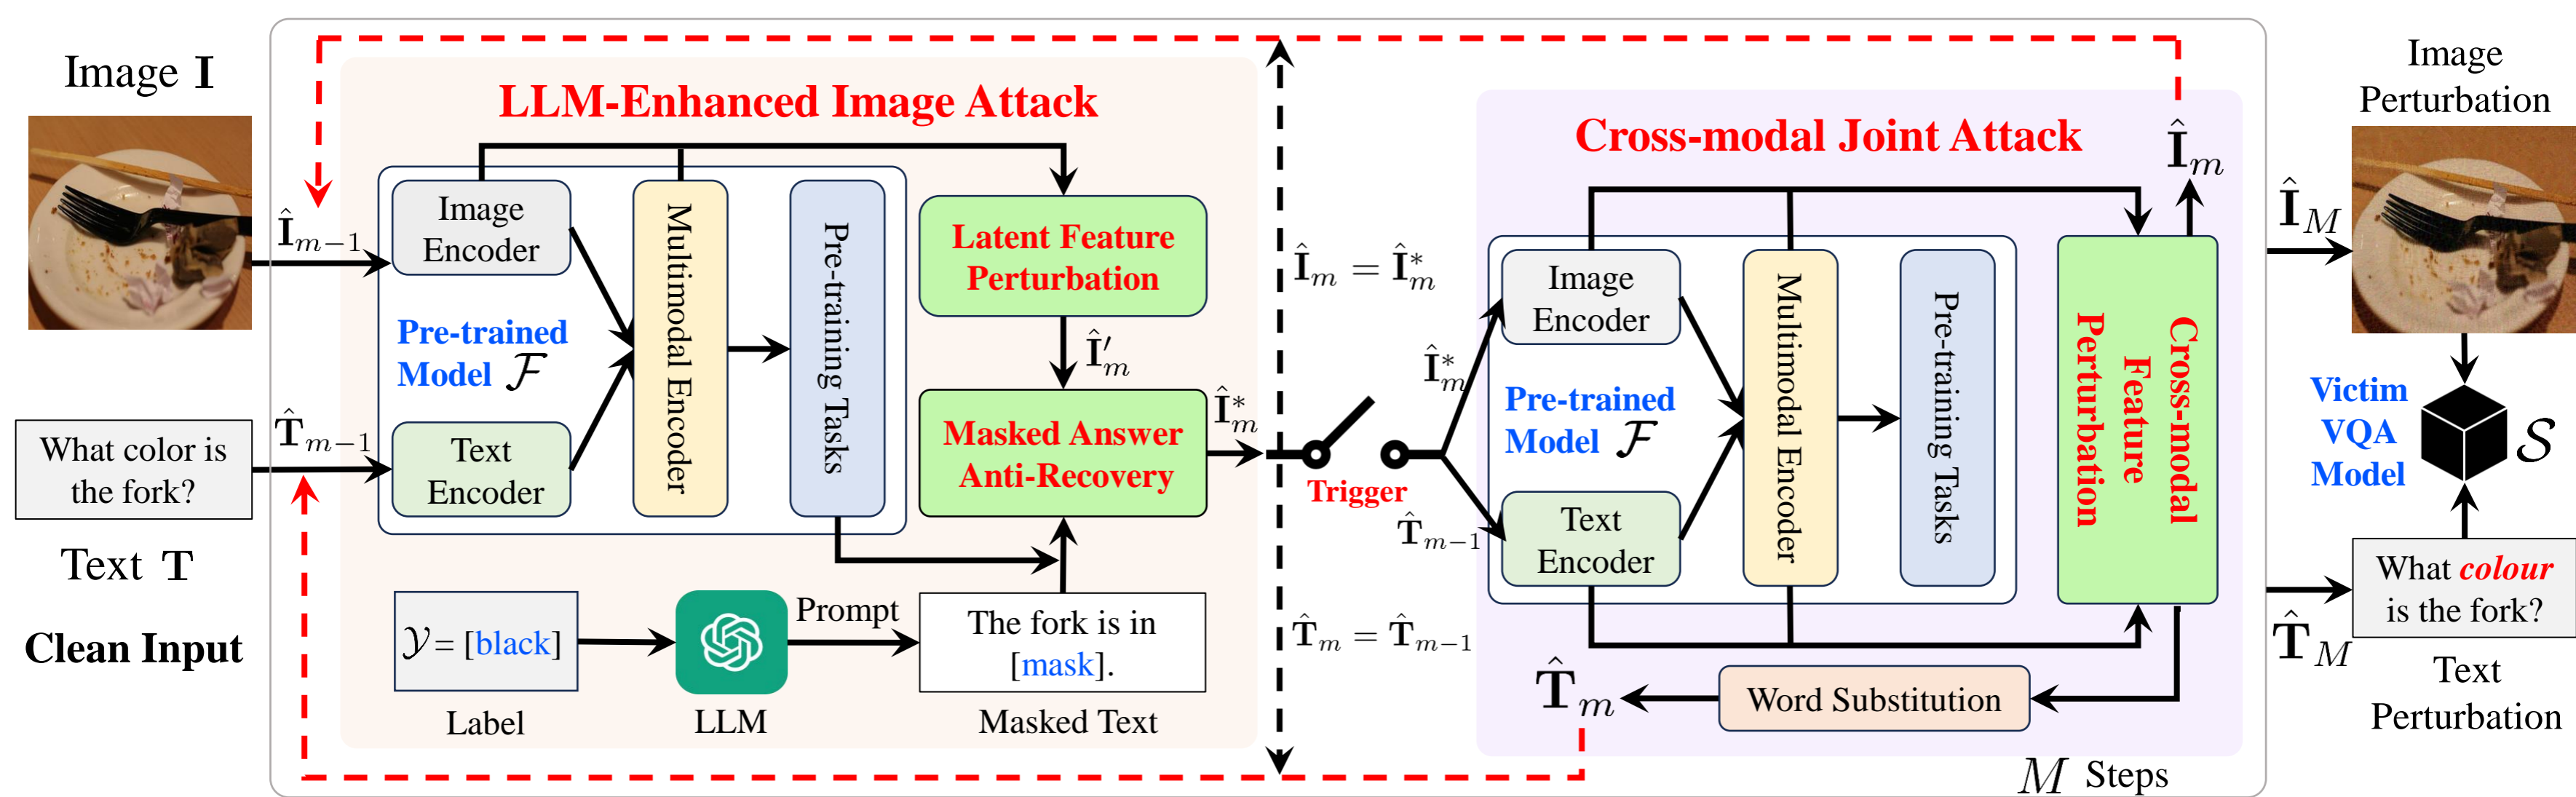 Image I
What color is
the fork?
Text T
Clean Input
Î_{m−1}
T̂_{m−1}
LLM-Enhanced Image Attack
Image
Encoder
Pre-trained
Model ℱ
Text
Encoder
Multimodal Encoder
Pre-training Tasks
Latent Feature
Perturbation
Î′_m
Masked Answer
Anti-Recovery
Î*_m
𝒴 = [black]
Label
LLM
Prompt
The fork is in
[mask].
Masked Text
Î_m = Î*_m
Trigger
T̂_m = T̂_{m−1}
Cross-modal Joint Attack
Î*_m
T̂_{m−1}
Image
Encoder
Pre-trained
Model ℱ
Text
Encoder
Multimodal Encoder
Pre-training Tasks
Cross-modal
Feature
Perturbation
Î_m
Word Substitution
T̂_m
M Steps
Î_M
T̂_M
Image
Perturbation
Victim
VQA
Model
𝒮
What colour
is the fork?
Text
Perturbation